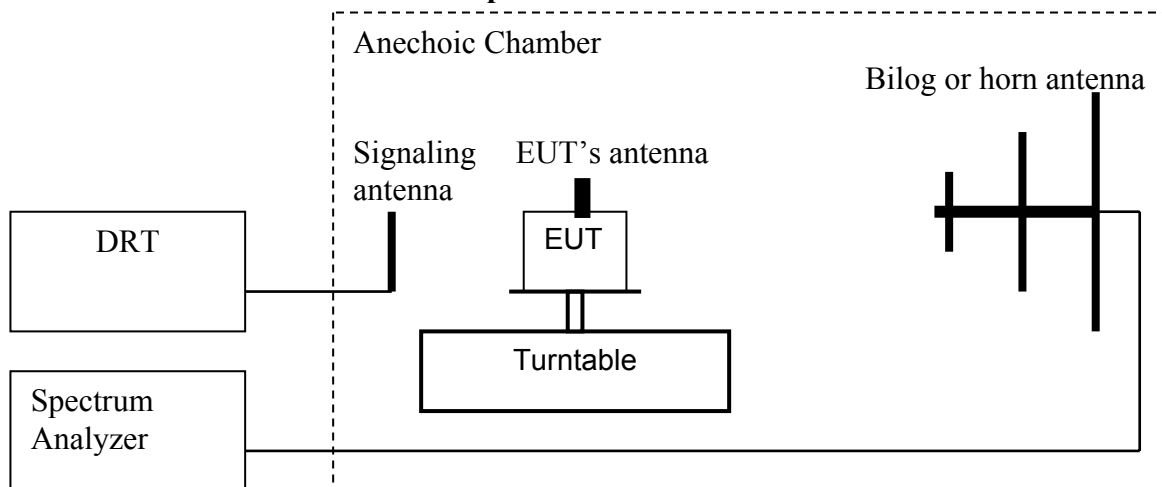 Anechoic Chamber
Bilog or horn antenna
Signaling
antenna
EUT’s antenna
DRT
EUT
Turntable
Spectrum
Analyzer